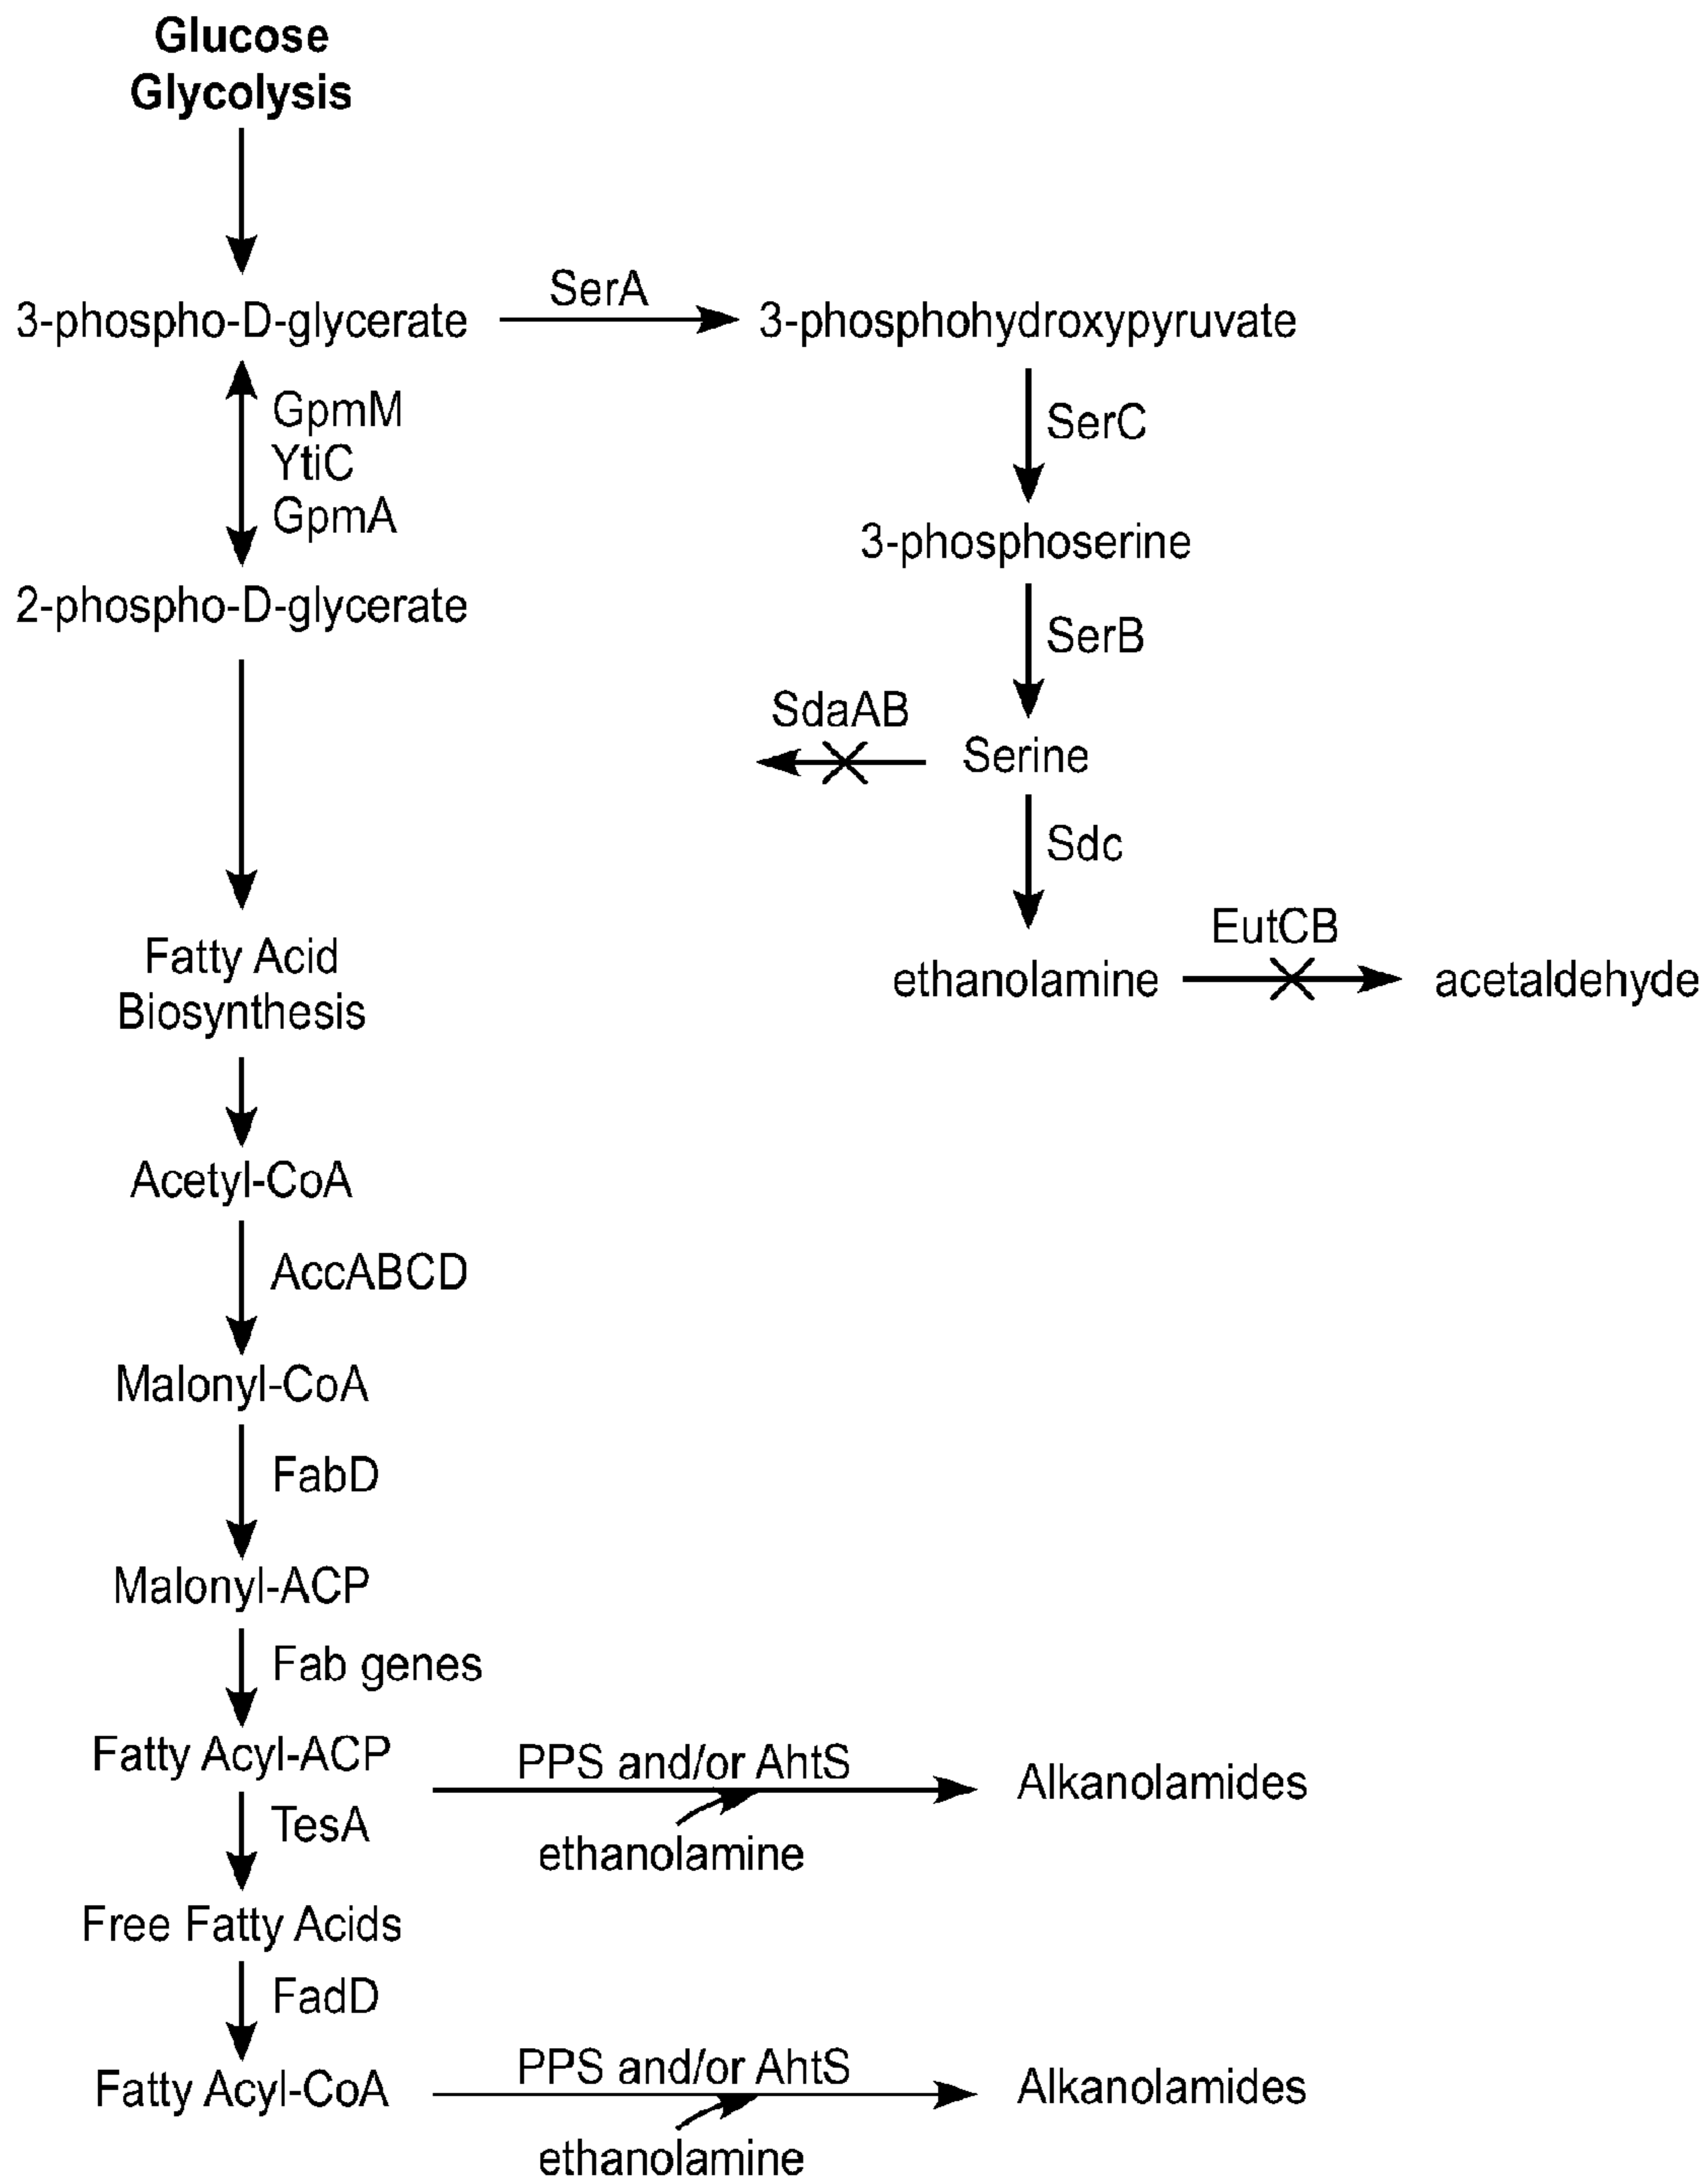 Glucose
Glycolysis
3-phospho-D-glycerate
SerA
3-phosphohydroxypyruvate
GpmM
YtiC
GpmA
SerC
3-phosphoserine
2-phospho-D-glycerate
SerB
SdaAB
Serine
Sdc
EutCB
ethanolamine
acetaldehyde
Fatty Acid
Biosynthesis
Acetyl-CoA
AccABCD
Malonyl-CoA
FabD
Malonyl-ACP
Fab genes
Fatty Acyl-ACP
PPS and/or AhtS
Alkanolamides
TesA
ethanolamine
Free Fatty Acids
FadD
Fatty Acyl-CoA
PPS and/or AhtS
Alkanolamides
ethanolamine